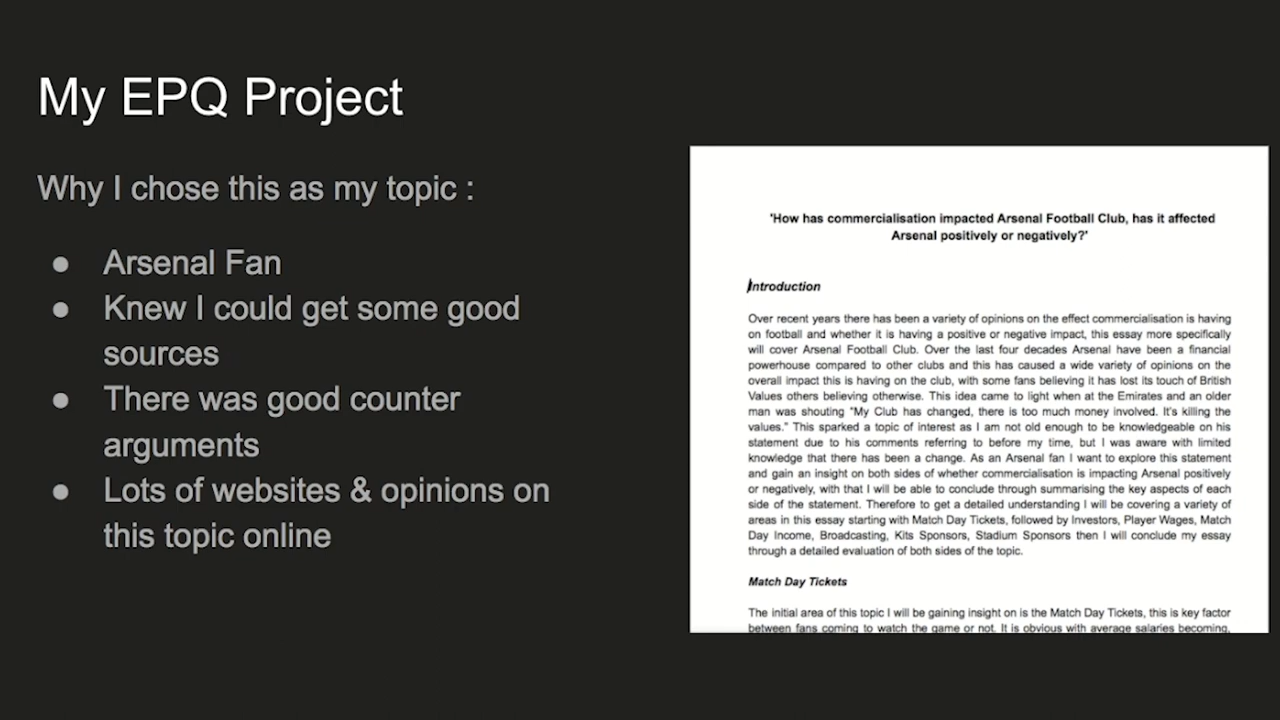 My EPQ Project
Why I chose this as my topic :
● Arsenal Fan
● Knew I could get some good
sources
● There was good counter
arguments
● Lots of websites & opinions on
this topic online
'How has commercialisation impacted Arsenal Football Club, has it affected
Arsenal positively or negatively?'
Introduction
Over recent years there has been a variety of opinions on the effect commercialisation is having
on football and whether it is having a positive or negative impact, this essay more specifically
will cover Arsenal Football Club. Over the last four decades Arsenal have been a financial
powerhouse compared to other clubs and this has caused a wide variety of opinions on the
overall impact this is having on the club, with some fans believing it has lost its touch of British
Values others believing otherwise. This idea came to light when at the Emirates and an older
man was shouting "My Club has changed, there is too much money involved. It's killing the
values." This sparked a topic of interest as I am not old enough to be knowledgeable on his
statement due to his comments referring to before my time, but I was aware with limited
knowledge that there has been a change. As an Arsenal fan I want to explore this statement
and gain an insight on both sides of whether commercialisation is impacting Arsenal positively
or negatively, with that I will be able to conclude through summarising the key aspects of each
side of the statement. Therefore to get a detailed understanding I will be covering a variety of
areas in this essay starting with Match Day Tickets, followed by Investors, Player Wages, Match
Day Income, Broadcasting, Kits Sponsors, Stadium Sponsors then I will conclude my essay
through a detailed evaluation of both sides of the topic.
Match Day Tickets
The initial area of this topic I will be gaining insight on is the Match Day Tickets, this is key factor
between fans coming to watch the game or not. It is obvious with average salaries becoming,